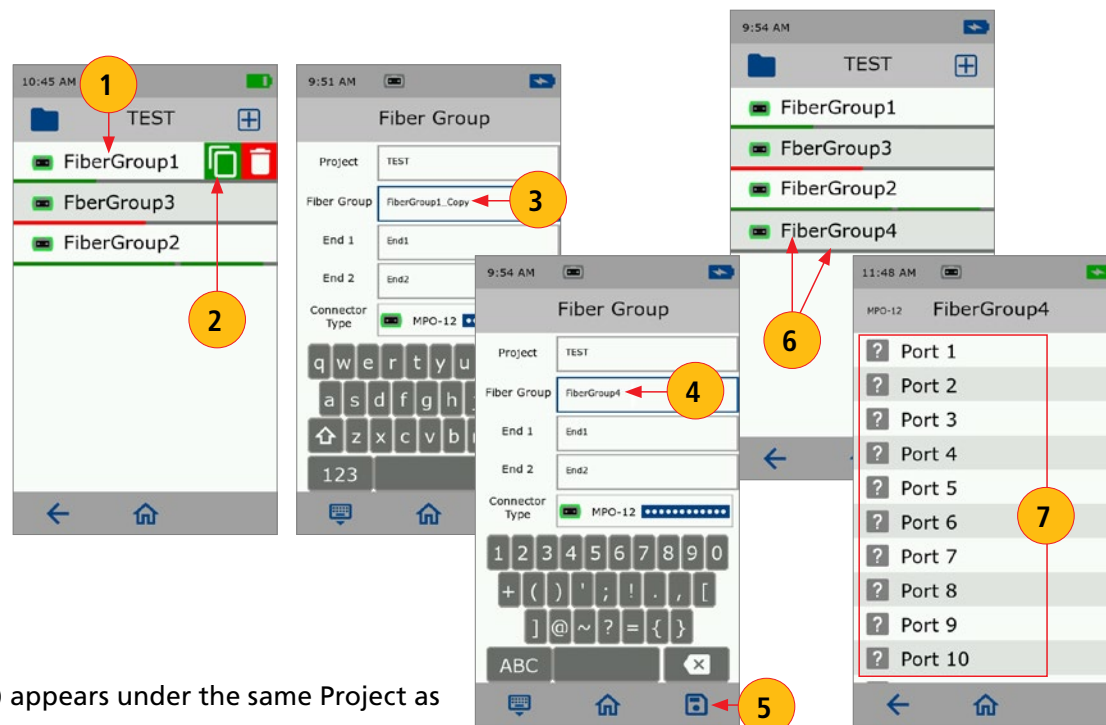 10:45 AM
1
TEST
FiberGroup1
FberGroup3
FiberGroup2
2
9:51 AM
Fiber Group
Project
TEST
Fiber Group
FiberGroup1_Copy
3
End 1
End1
End 2
End2
Connector
Type
MPO-12
q w e r t y u
a s d f g h
z x c v b
123
9:54 AM
Fiber Group
Project
TEST
Fiber Group
FiberGroup4
4
End 1
End1
End 2
End2
Connector
Type
MPO-12
1 2 3 4 5 6 7 8 9 0
+ ( ) ' ; ! . , [
] @ ~ ? = { }
ABC
5
9:54 AM
TEST
FiberGroup1
FberGroup3
FiberGroup2
FiberGroup4
6
11:48 AM
MPO-12 FiberGroup4
? Port 1
? Port 2
? Port 3
? Port 4
? Port 5
? Port 6
? Port 7
? Port 8
? Port 9
? Port 10
7
appears under the same Project as